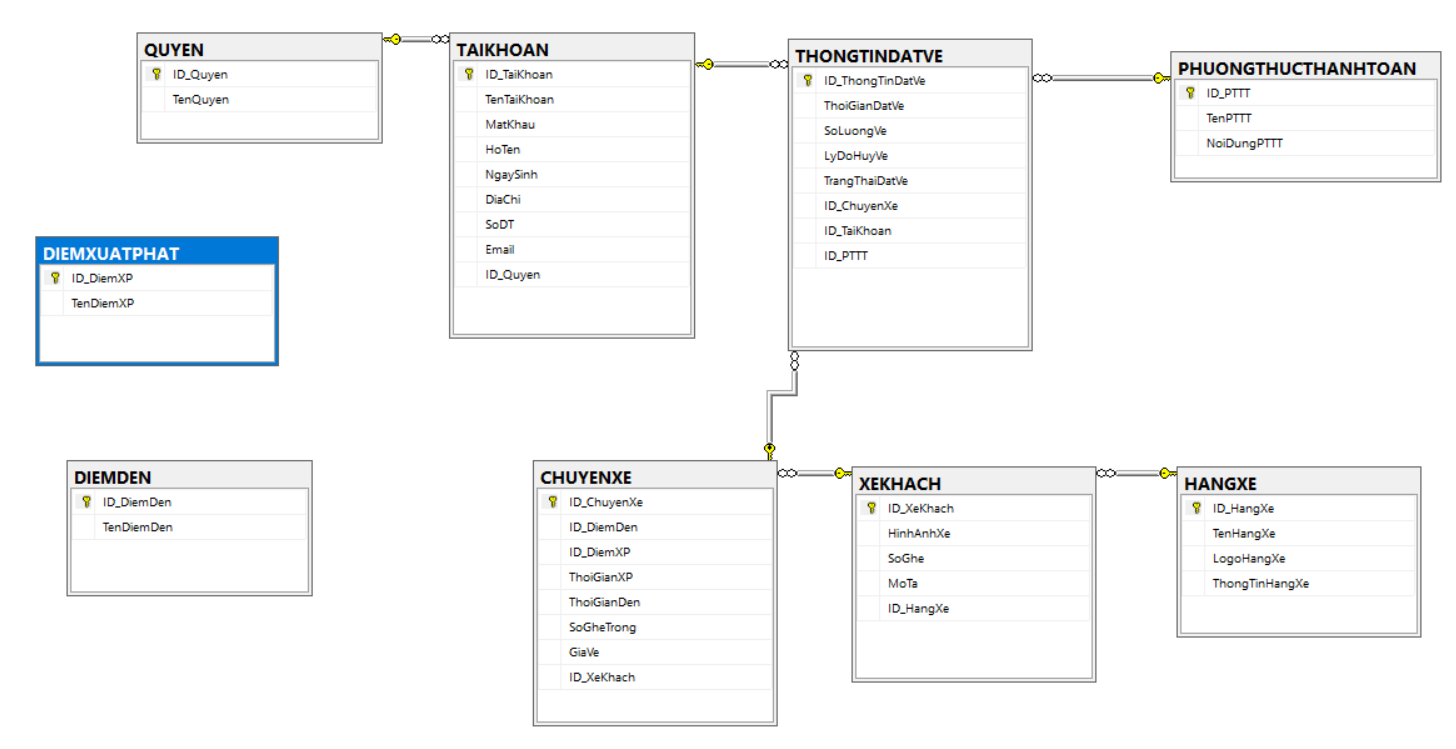 QUYEN
ID_Quyen
TenQuyen
TAIKHOAN
ID_TaiKhoan
TenTaiKhoan
MatKhau
HoTen
NgaySinh
DiaChi
SoDT
Email
ID_Quyen
THONGTINDATVE
ID_ThongTinDatVe
ThoiGianDatVe
SoLuongVe
LyDoHuyVe
TrangThaiDatVe
ID_ChuyenXe
ID_TaiKhoan
ID_PTTT
PHUONGTHUCTHANHTOAN
ID_PTTT
TenPTTT
NoiDungPTTT
DIEMXUATPHAT
ID_DiemXP
TenDiemXP
DIEMDEN
ID_DiemDen
TenDiemDen
CHUYENXE
ID_ChuyenXe
ID_DiemDen
ID_DiemXP
ThoiGianXP
ThoiGianDen
SoGheTrong
GiaVe
ID_XeKhach
XEKHACH
ID_XeKhach
HinhAnhXe
SoGhe
MoTa
ID_HangXe
HANGXE
ID_HangXe
TenHangXe
LogoHangXe
ThongTinHangXe